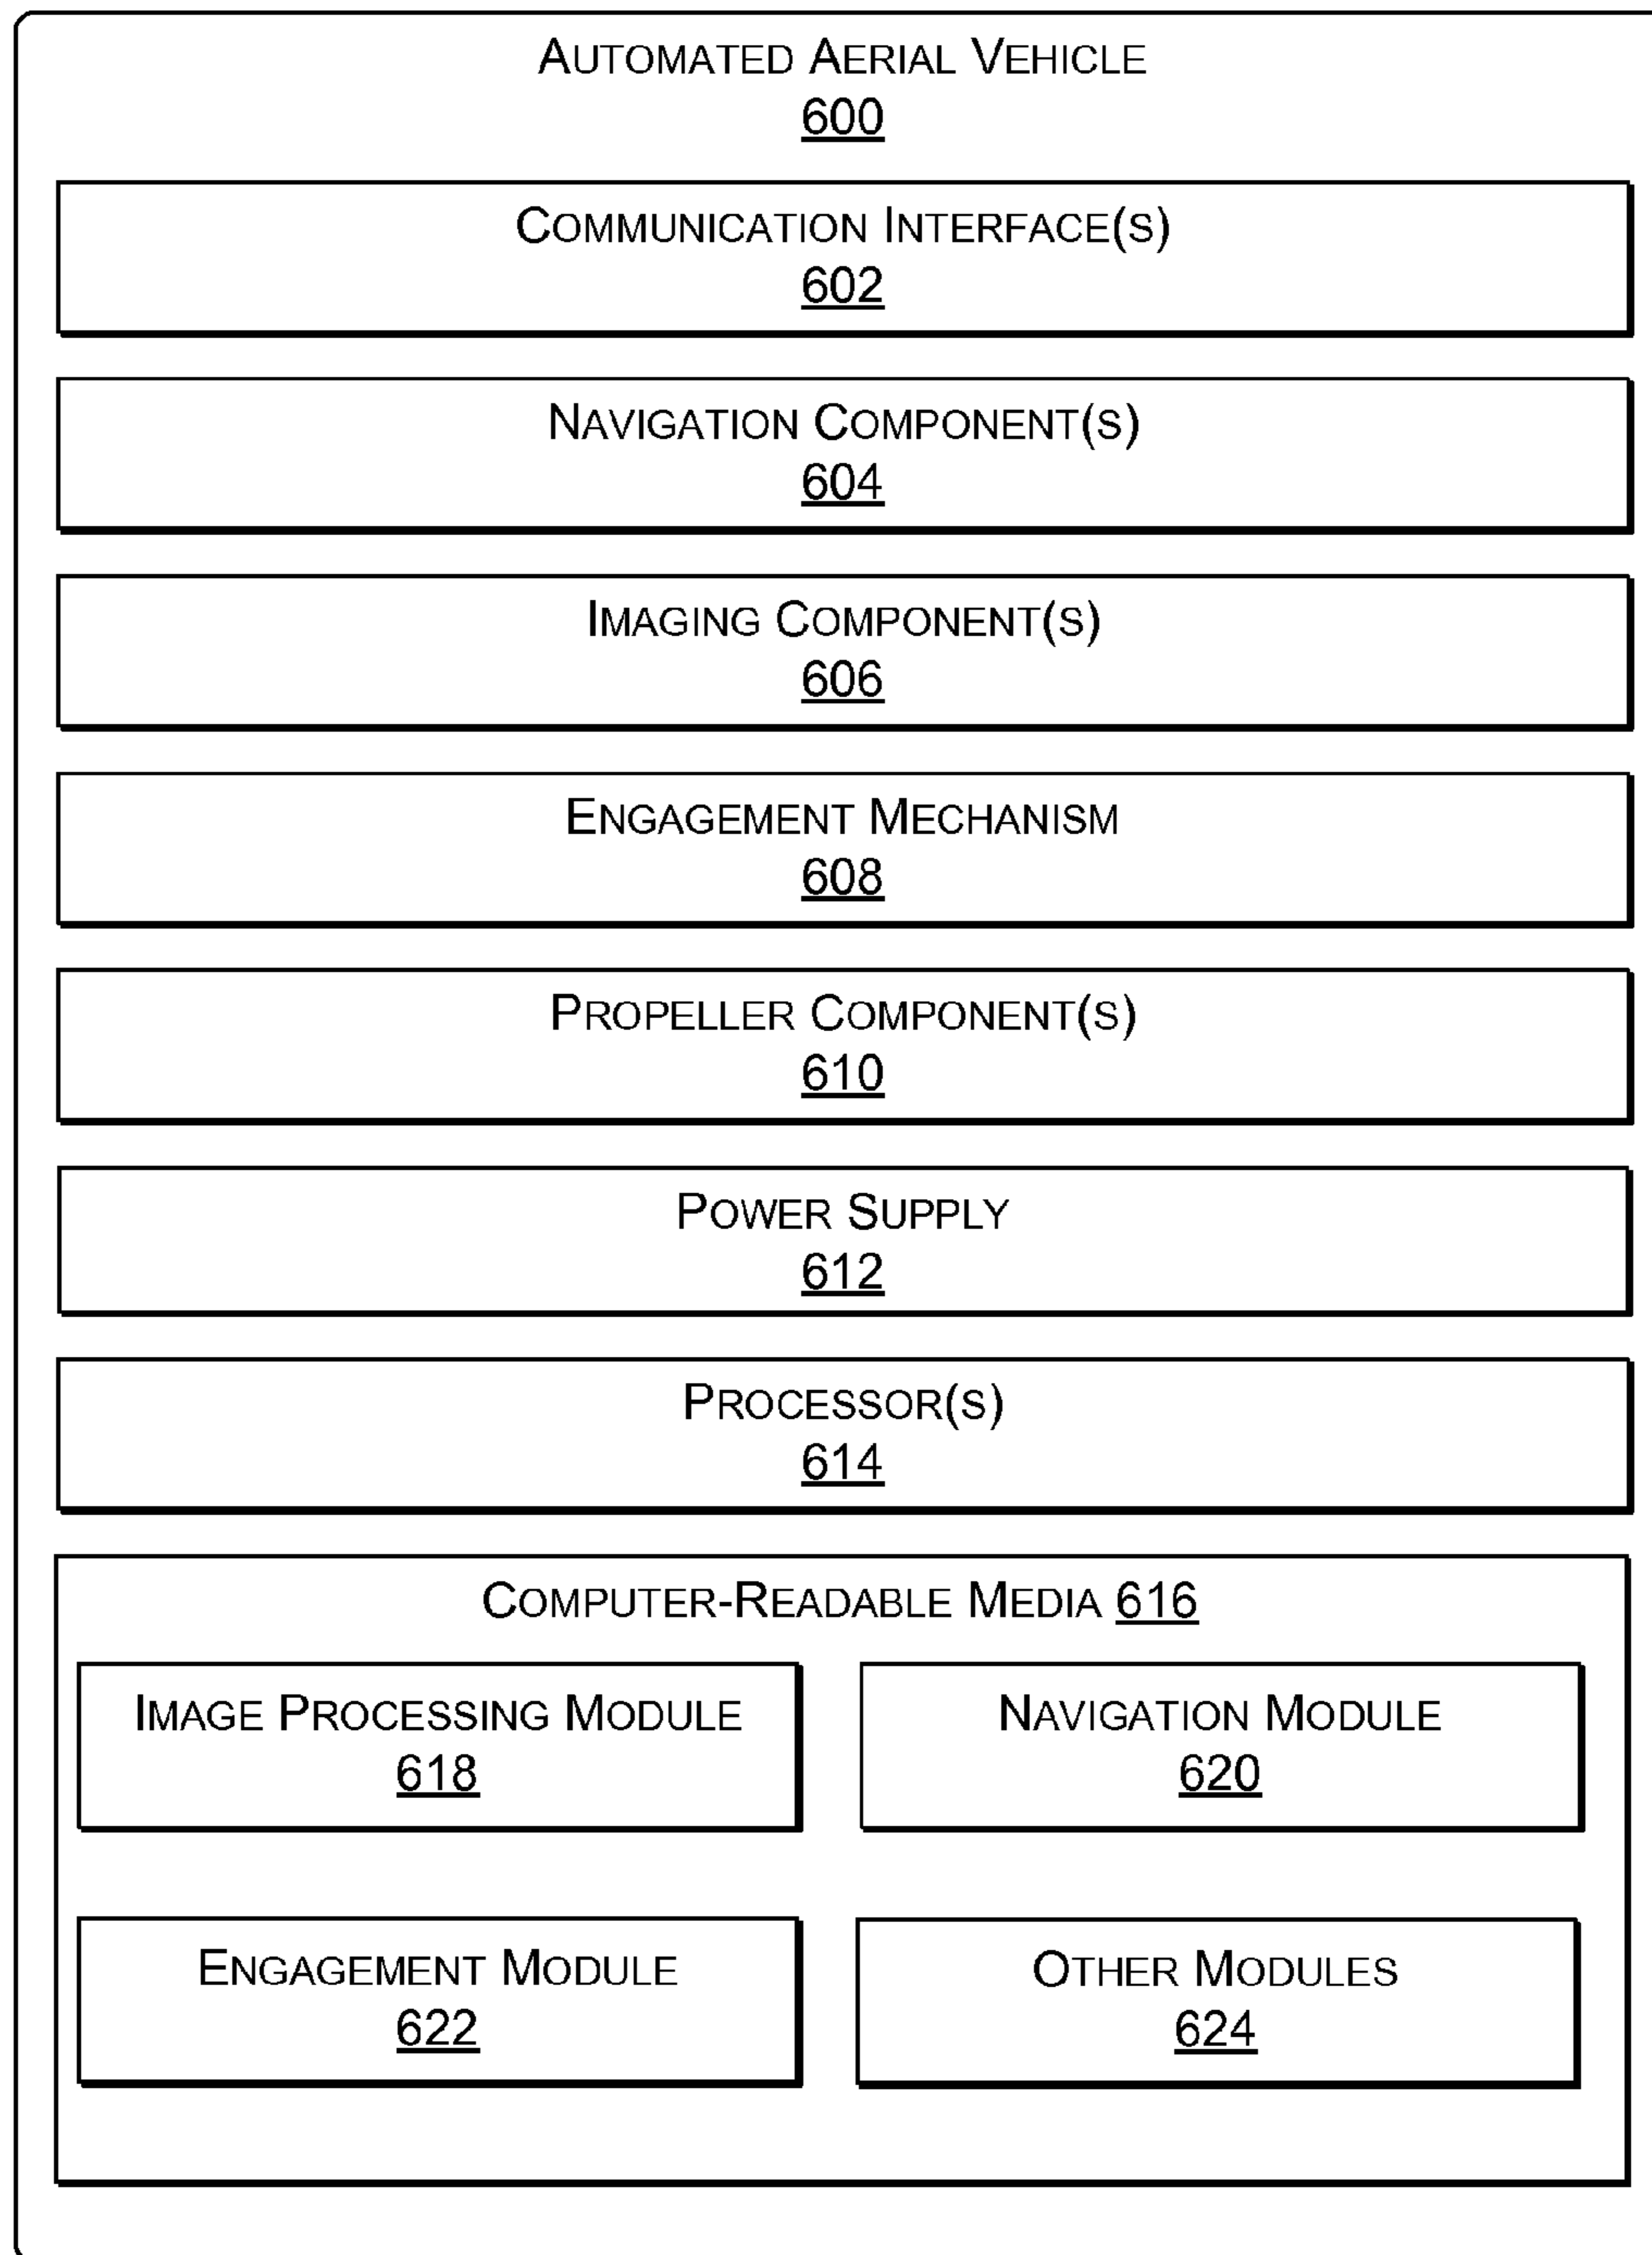 AUTOMATED AERIAL VEHICLE
600
COMMUNICATION INTERFACE(S)
602
NAVIGATION COMPONENT(S)
604
IMAGING COMPONENT(S)
606
ENGAGEMENT MECHANISM
608
PROPELLER COMPONENT(S)
610
POWER SUPPLY
612
PROCESSOR(S)
614
COMPUTER-READABLE MEDIA 616
IMAGE PROCESSING MODULE
618
NAVIGATION MODULE
620
ENGAGEMENT MODULE
622
OTHER MODULES
624